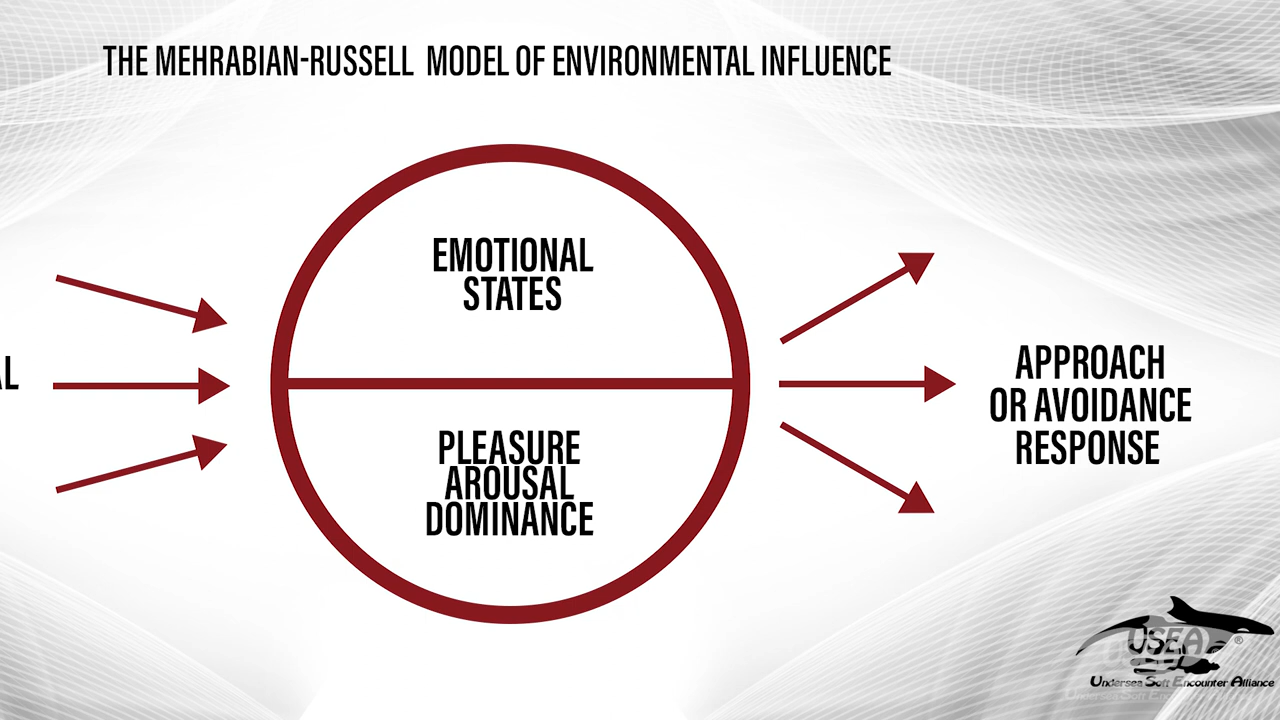 THE MEHRABIAN-RUSSELL MODEL OF ENVIRONMENTAL INFLUENCE
EMOTIONAL
STATES
AL
APPROACH
OR AVOIDANCE
RESPONSE
PLEASURE
AROUSAL
DOMINANCE
USEA
®
Undersea Soft Encounter Alliance